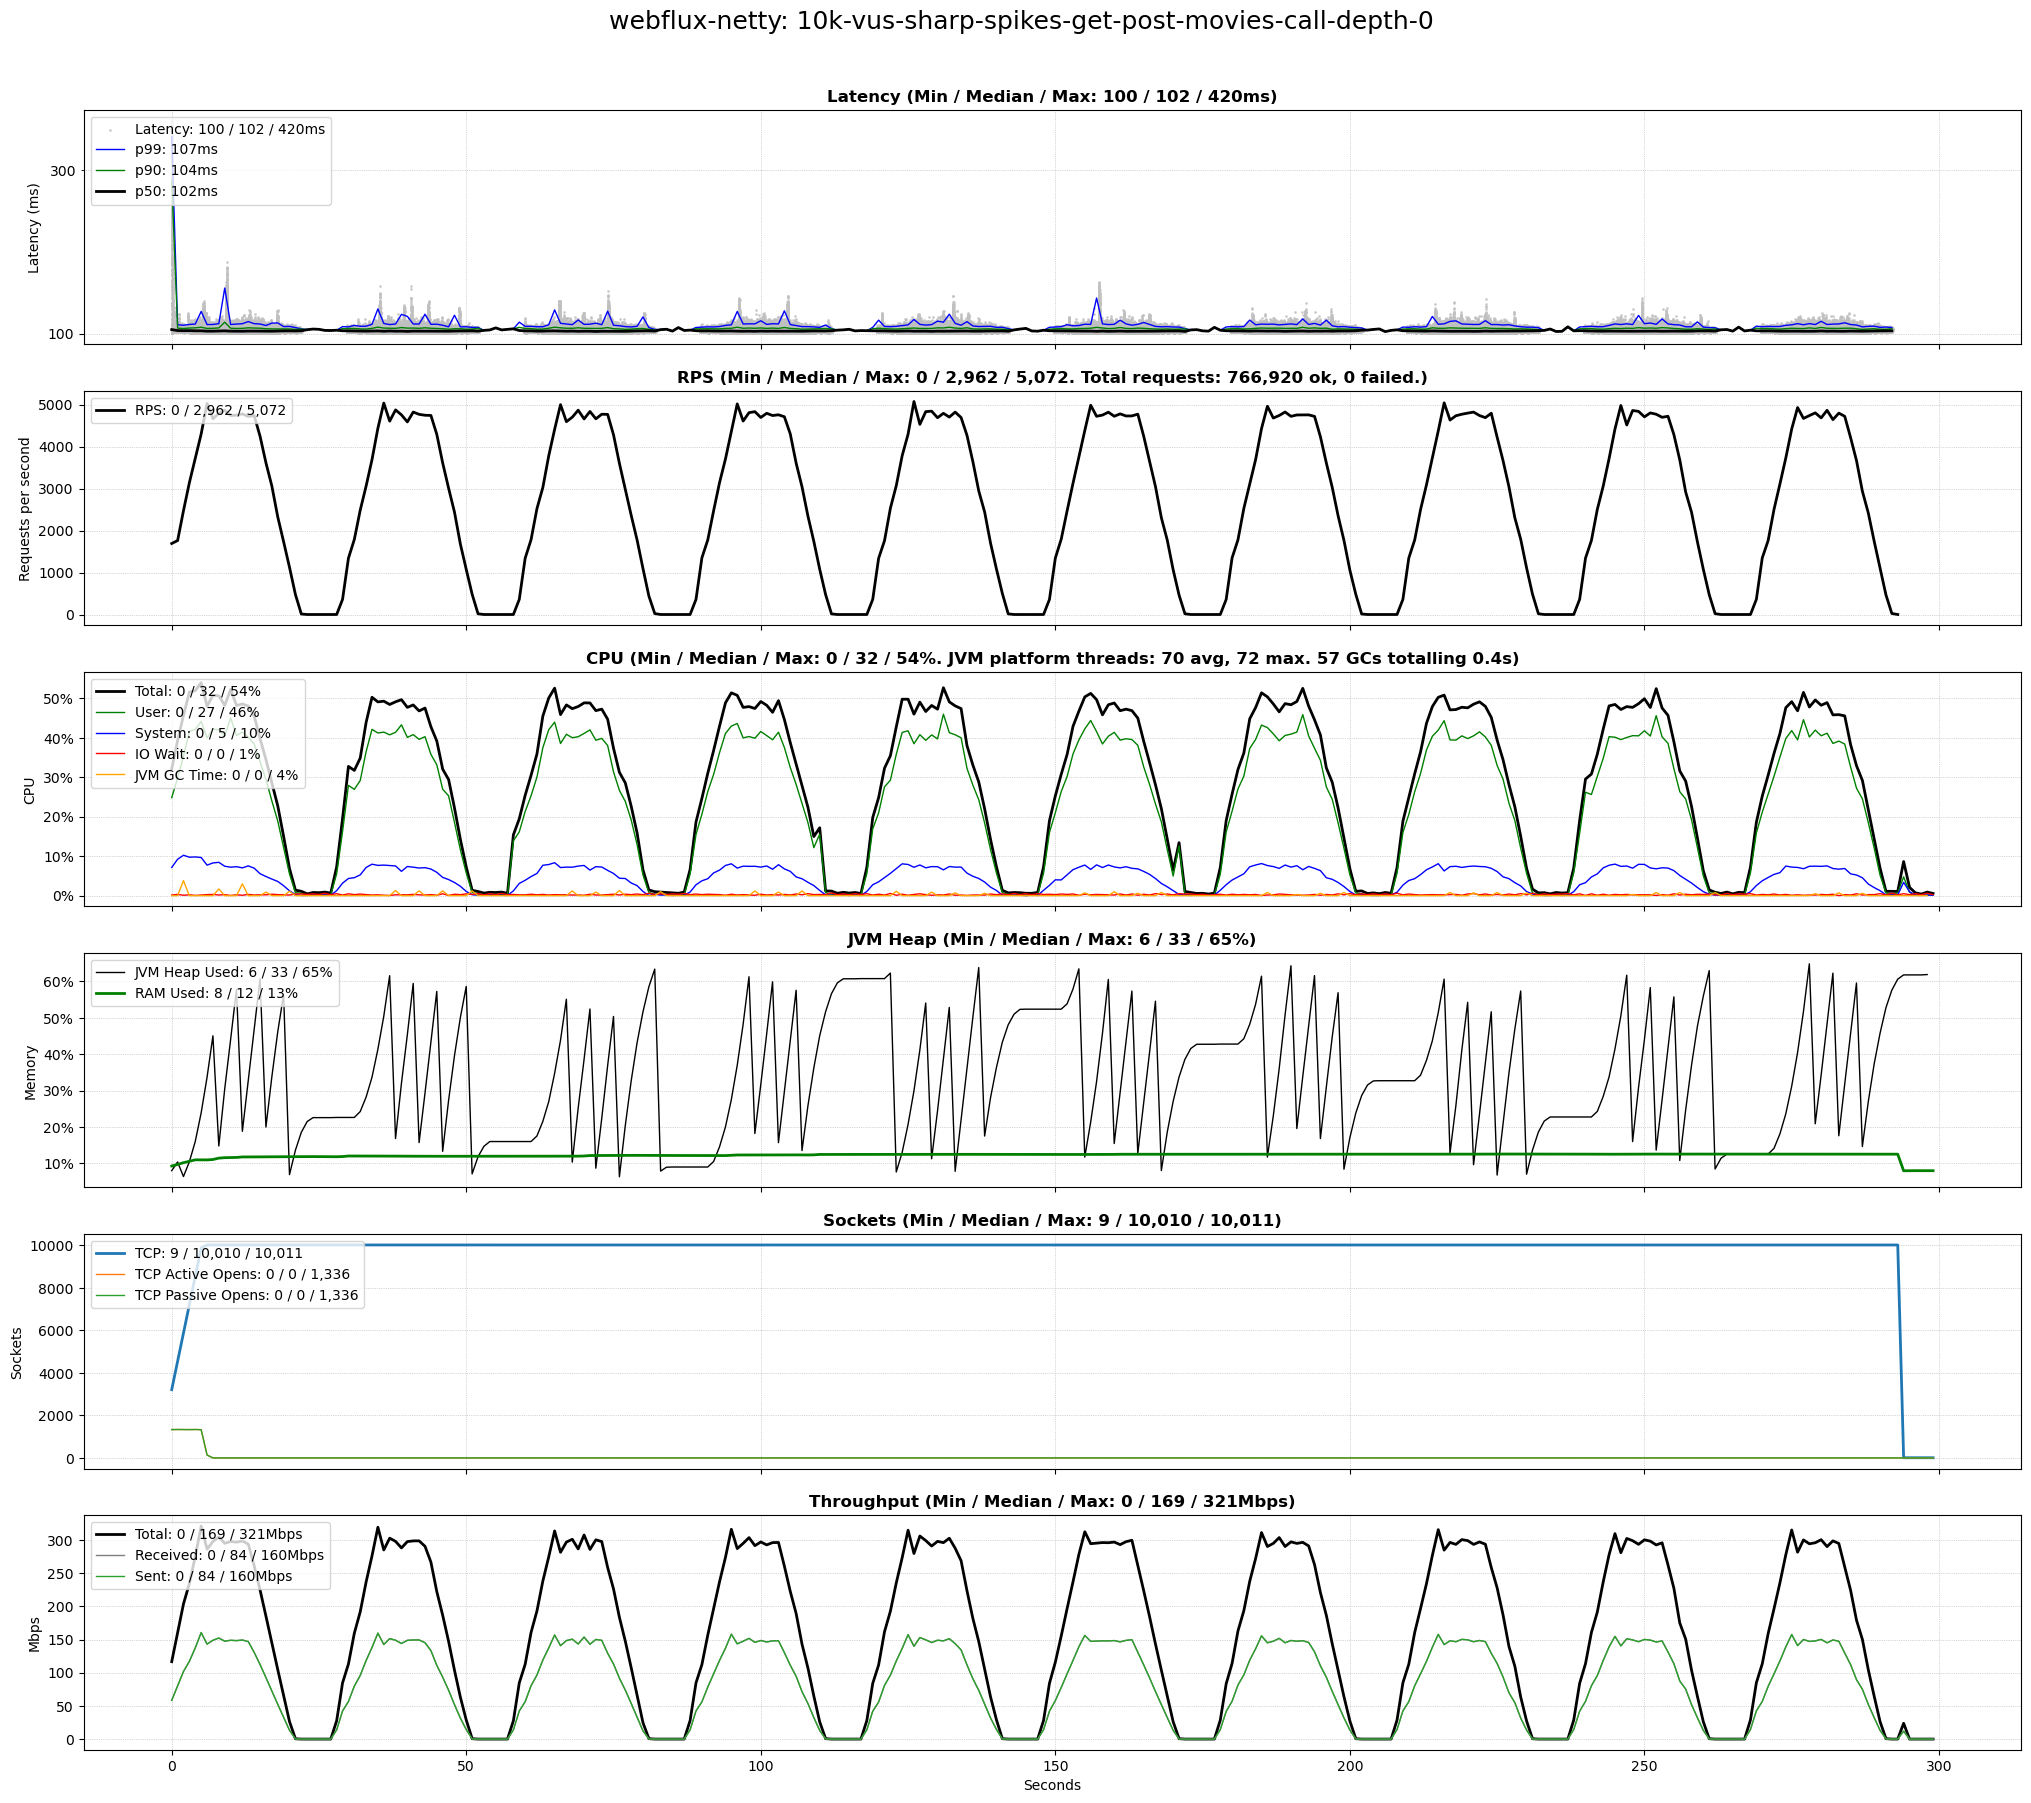 webflux-netty: 10k-vus-sharp-spikes-get-post-movies-call-depth-0
Latency (Min / Median / Max: 100 / 102 / 420ms)
Latency: 100 / 102 / 420ms
p99: 107ms
p90: 104ms
p50: 102ms
300
100
Latency (ms)
RPS (Min / Median / Max: 0 / 2,962 / 5,072. Total requests: 766,920 ok, 0 failed.)
RPS: 0 / 2,962 / 5,072
5000
4000
3000
2000
1000
0
Requests per second
CPU (Min / Median / Max: 0 / 32 / 54%. JVM platform threads: 70 avg, 72 max. 57 GCs totalling 0.4s)
Total: 0 / 32 / 54%
User: 0 / 27 / 46%
System: 0 / 5 / 10%
IO Wait: 0 / 0 / 1%
JVM GC Time: 0 / 0 / 4%
50%
40%
30%
20%
10%
0%
CPU
JVM Heap (Min / Median / Max: 6 / 33 / 65%)
JVM Heap Used: 6 / 33 / 65%
RAM Used: 8 / 12 / 13%
60%
50%
40%
30%
20%
10%
Memory
Sockets (Min / Median / Max: 9 / 10,010 / 10,011)
TCP: 9 / 10,010 / 10,011
TCP Active Opens: 0 / 0 / 1,336
TCP Passive Opens: 0 / 0 / 1,336
10000
8000
6000
4000
2000
0
Sockets
Throughput (Min / Median / Max: 0 / 169 / 321Mbps)
Total: 0 / 169 / 321Mbps
Received: 0 / 84 / 160Mbps
Sent: 0 / 84 / 160Mbps
300
250
200
150
100
50
0
Mbps
0 50 100 150 200 250 300
Seconds